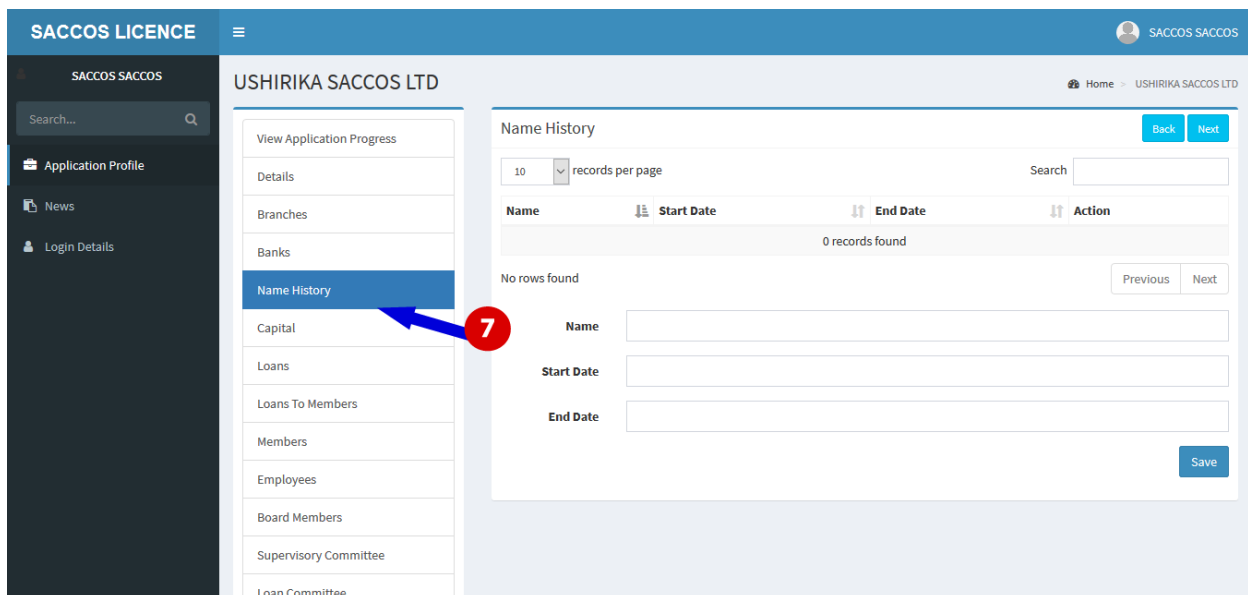 SACCOS LICENCE
SACCOS SACCOS
SACCOS SACCOS
Search...
Application Profile
News
Login Details
USHIRIKA SACCOS LTD
Home > USHIRIKA SACCOS LTD
View Application Progress
Details
Branches
Banks
Name History
Capital
Loans
Loans To Members
Members
Employees
Board Members
Supervisory Committee
Loan Committee
7
Name History
Back Next
10 records per page Search
Name Start Date End Date Action
0 records found
No rows found Previous Next
Name
Start Date
End Date
Save